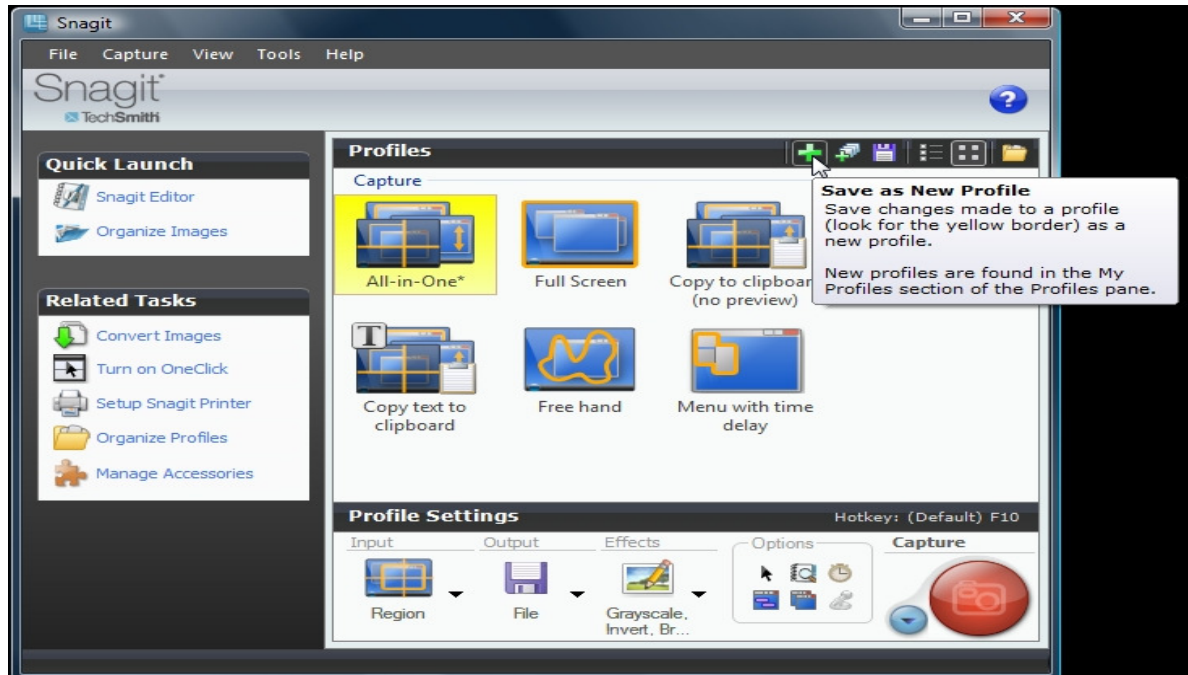 Snagit
File Capture View Tools Help
Snagit
TechSmith
Quick Launch
Snagit Editor
Organize Images
Related Tasks
Convert Images
Turn on OneClick
Setup Snagit Printer
Organize Profiles
Manage Accessories
Profiles
Capture
All-in-One*
Full Screen
Copy to clipboar
(no preview)
T
Copy text to
clipboard
Free hand
Menu with time
delay
Save as New Profile
Save changes made to a profile
(look for the yellow border) as a
new profile.
New profiles are found in the My
Profiles section of the Profiles pane.
Profile Settings
Hotkey: (Default) F10
Input
Output
Effects
Options
Capture
Region
File
Grayscale,
Invert, Br...